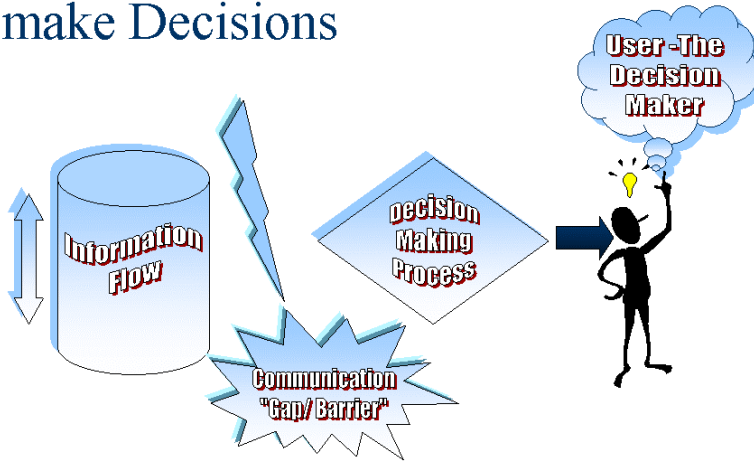 make Decisions
User -The
Decision
Maker
Information
Flow
Decision
Making
Process
Communication
"Gap/ Barrier"